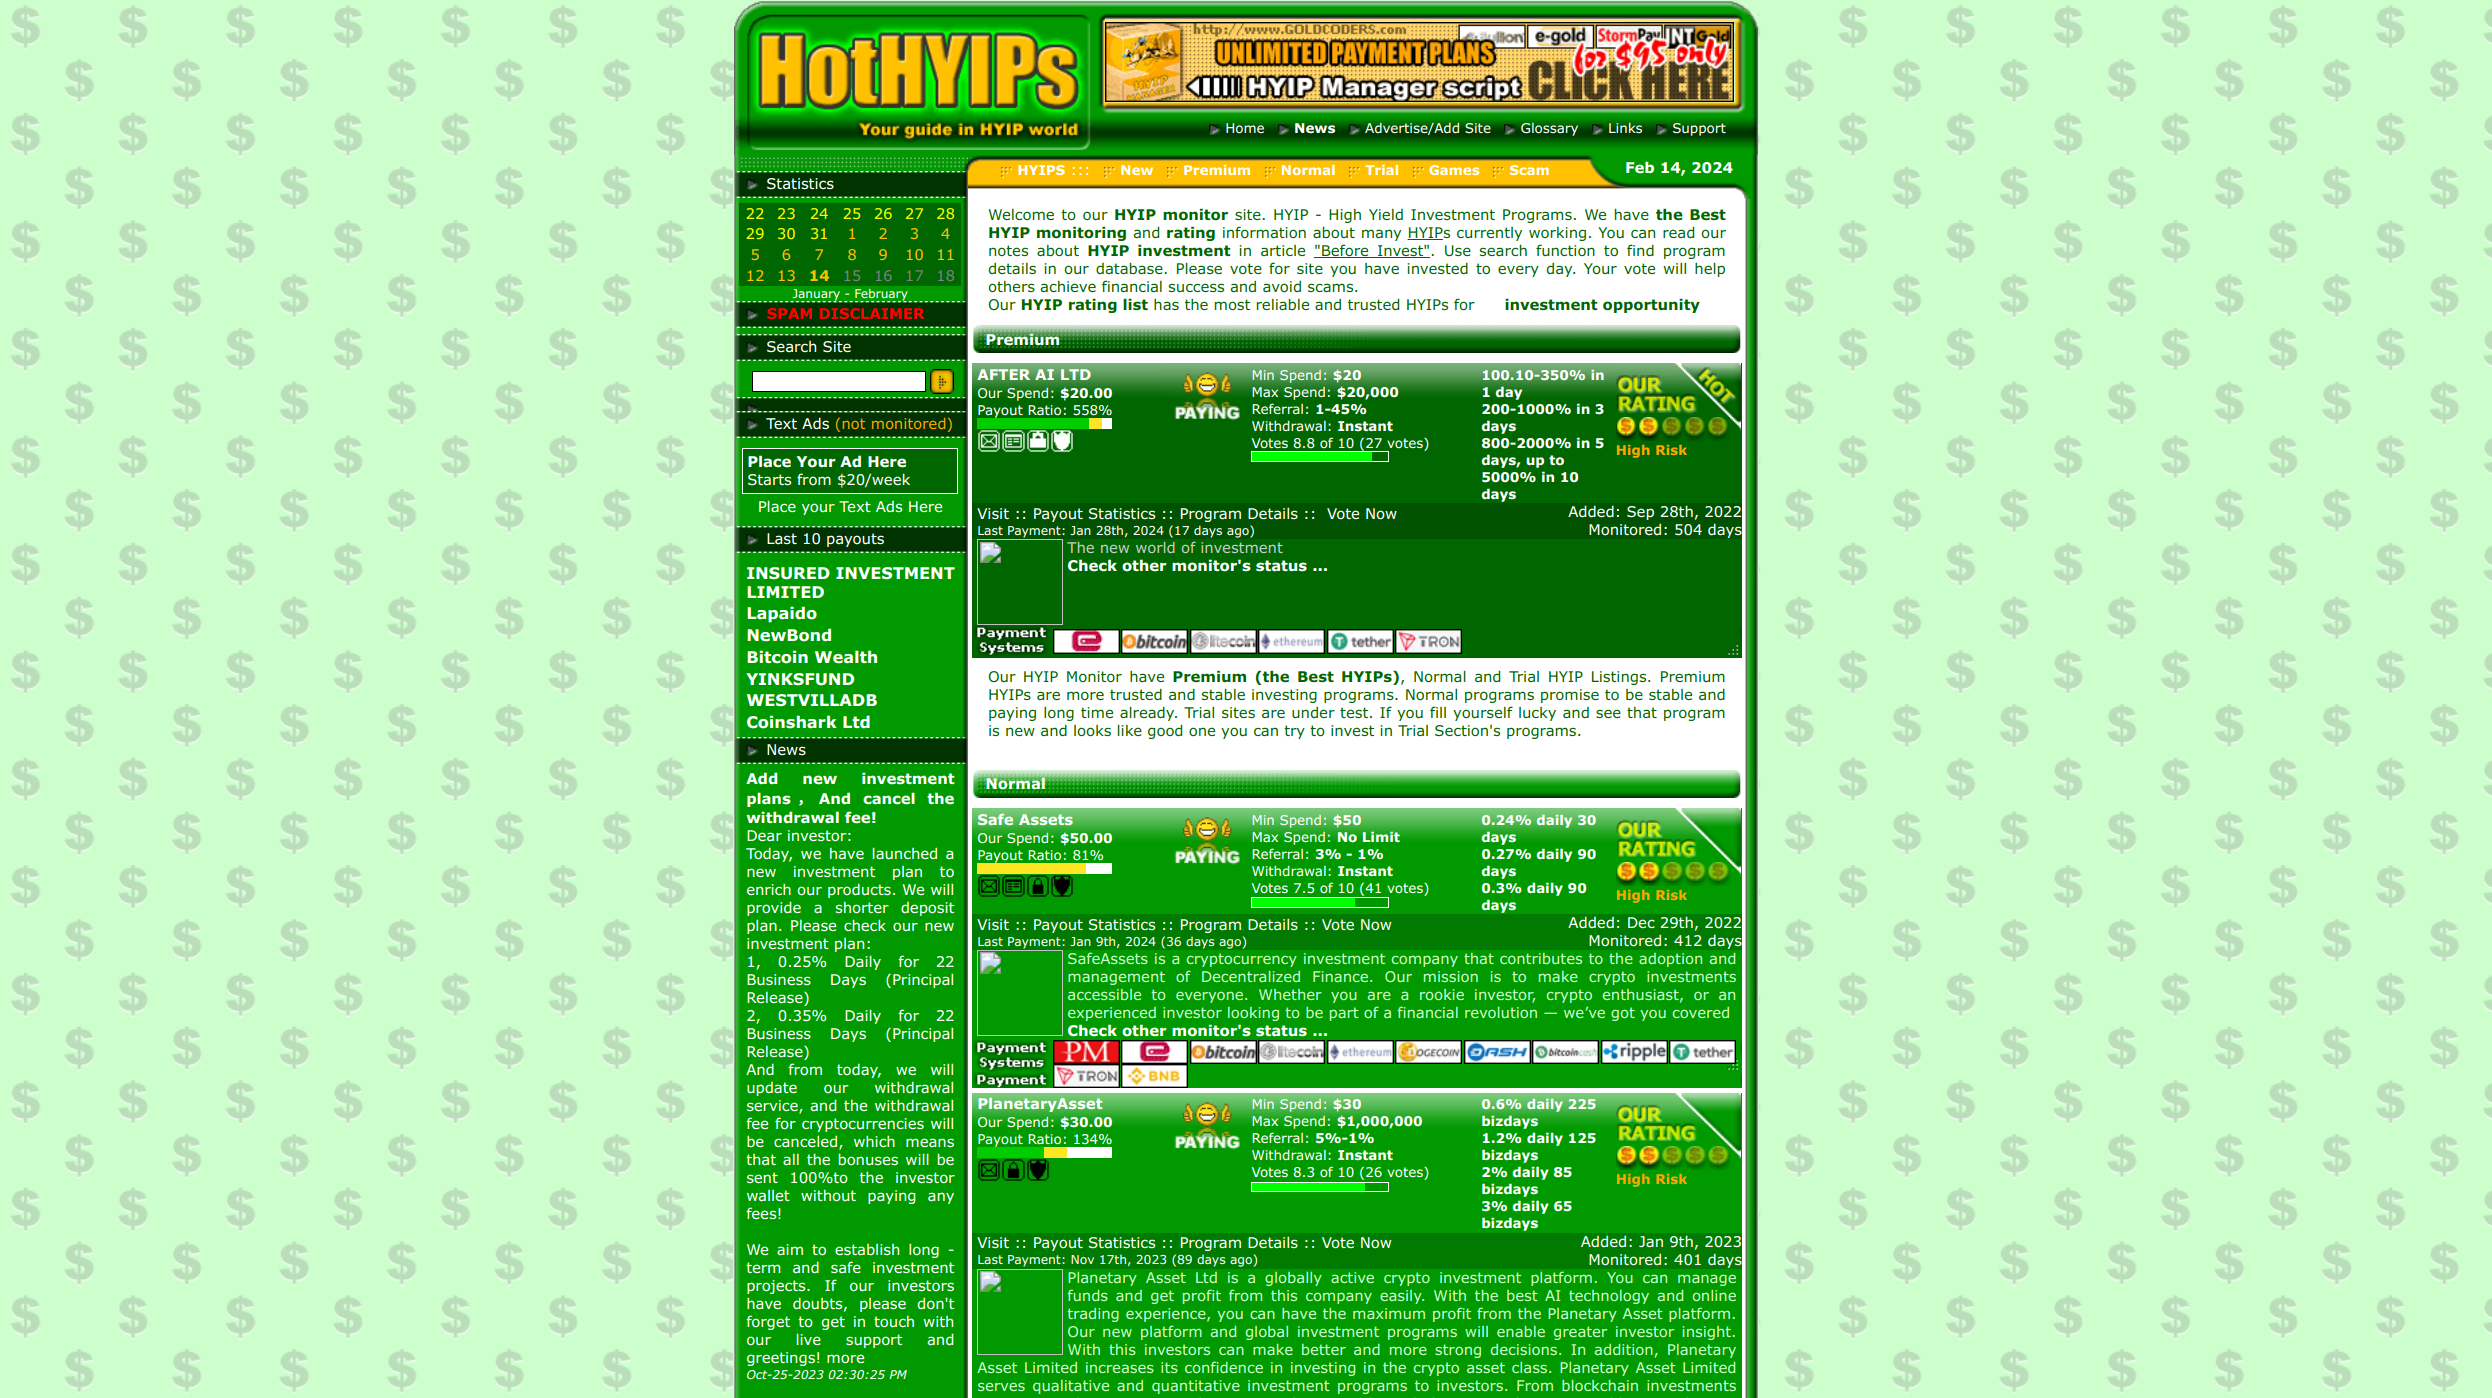 HotHYIPs
Your guide in HYIP world
http://www.GOLDCODERS.com
e-gold
StormPay
INTGold
UNLIMITED PAYMENT PLANS
for $95 only
HYIP Manager script
CLICK HERE
Home News Advertise/Add Site Glossary Links Support
HYIPS ::: New Premium Normal Trial Games Scam
Feb 14, 2024
Statistics
22 23 24 25 26 27 28
29 30 31 1 2 3 4
5 6 7 8 9 10 11
12 13 14 15 16 17 18
January - February
SPAM DISCLAIMER
Search Site
Text Ads (not monitored)
Place Your Ad Here
Starts from $20/week
Place your Text Ads Here
Last 10 payouts
INSURED INVESTMENT
LIMITED
Lapaido
NewBond
Bitcoin Wealth
YINKSFUND
WESTVILLADB
Coinshark Ltd
News
Add new investment
plans , And cancel the
withdrawal fee!
Dear investor:
Today, we have launched a
new investment plan to
enrich our products. We will
provide a shorter deposit
plan. Please check our new
investment plan:
1, 0.25% Daily for 22
Business Days (Principal
Release)
2, 0.35% Daily for 22
Business Days (Principal
Release)
And from today, we will
update our withdrawal
service, and the withdrawal
fee for cryptocurrencies will
be canceled, which means
that all the bonuses will be
sent 100%to the investor
wallet without paying any
fees!
We aim to establish long -
term and safe investment
projects. If our investors
have doubts, please don't
forget to get in touch with
our live support and
greetings! more
Oct-25-2023 02:30:25 PM
Welcome to our HYIP monitor site. HYIP - High Yield Investment Programs. We have the Best
HYIP monitoring and rating information about many HYIPs currently working. You can read our
notes about HYIP investment in article "Before Invest". Use search function to find program
details in our database. Please vote for site you have invested to every day. Your vote will help
others achieve financial success and avoid scams.
Our HYIP rating list has the most reliable and trusted HYIPs for investment opportunity
Premium
AFTER AI LTD
Our Spend: $20.00
Payout Ratio: 558%
PAYING
Min Spend: $20
Max Spend: $20,000
Referral: 1-45%
Withdrawal: Instant
Votes 8.8 of 10 (27 votes)
100.10-350% in
1 day
200-1000% in 3
days
800-2000% in 5
days, up to
5000% in 10
days
OUR
RATING
HOT
High Risk
Visit :: Payout Statistics :: Program Details :: Vote Now
Added: Sep 28th, 2022
Last Payment: Jan 28th, 2024 (17 days ago)
Monitored: 504 days
The new world of investment
Check other monitor's status ...
Payment
Systems
bitcoin litecoin ethereum tether TRON
Our HYIP Monitor have Premium (the Best HYIPs), Normal and Trial HYIP Listings. Premium
HYIPs are more trusted and stable investing programs. Normal programs promise to be stable and
paying long time already. Trial sites are under test. If you fill yourself lucky and see that program
is new and looks like good one you can try to invest in Trial Section's programs.
Normal
Safe Assets
Our Spend: $50.00
Payout Ratio: 81%
PAYING
Min Spend: $50
Max Spend: No Limit
Referral: 3% - 1%
Withdrawal: Instant
Votes 7.5 of 10 (41 votes)
0.24% daily 30
days
0.27% daily 90
days
0.3% daily 90
days
OUR
RATING
High Risk
Visit :: Payout Statistics :: Program Details :: Vote Now
Added: Dec 29th, 2022
Last Payment: Jan 9th, 2024 (36 days ago)
Monitored: 412 days
SafeAssets is a cryptocurrency investment company that contributes to the adoption and
management of Decentralized Finance. Our mission is to make crypto investments
accessible to everyone. Whether you are a rookie investor, crypto enthusiast, or an
experienced investor looking to be part of a financial revolution — we’ve got you covered
Check other monitor's status ...
Payment
Systems
PM bitcoin litecoin ethereum DOGECOIN DASH bitcoincash ripple tether
Payment
TRON BNB
PlanetaryAsset
Our Spend: $30.00
Payout Ratio: 134%
PAYING
Min Spend: $30
Max Spend: $1,000,000
Referral: 5%-1%
Withdrawal: Instant
Votes 8.3 of 10 (26 votes)
0.6% daily 225
bizdays
1.2% daily 125
bizdays
2% daily 85
bizdays
3% daily 65
bizdays
OUR
RATING
High Risk
Visit :: Payout Statistics :: Program Details :: Vote Now
Added: Jan 9th, 2023
Last Payment: Nov 17th, 2023 (89 days ago)
Monitored: 401 days
Planetary Asset Ltd is a globally active crypto investment platform. You can manage
funds and get profit from this company easily. With the best AI technology and online
trading experience, you can have the maximum profit from the Planetary Asset platform.
Our new platform and global investment programs will enable greater investor insight.
With this investors can make better and more strong decisions. In addition, Planetary
Asset Limited increases its confidence in investing in the crypto asset class. Planetary Asset Limited
serves qualitative and quantitative investment programs to investors. From blockchain investments